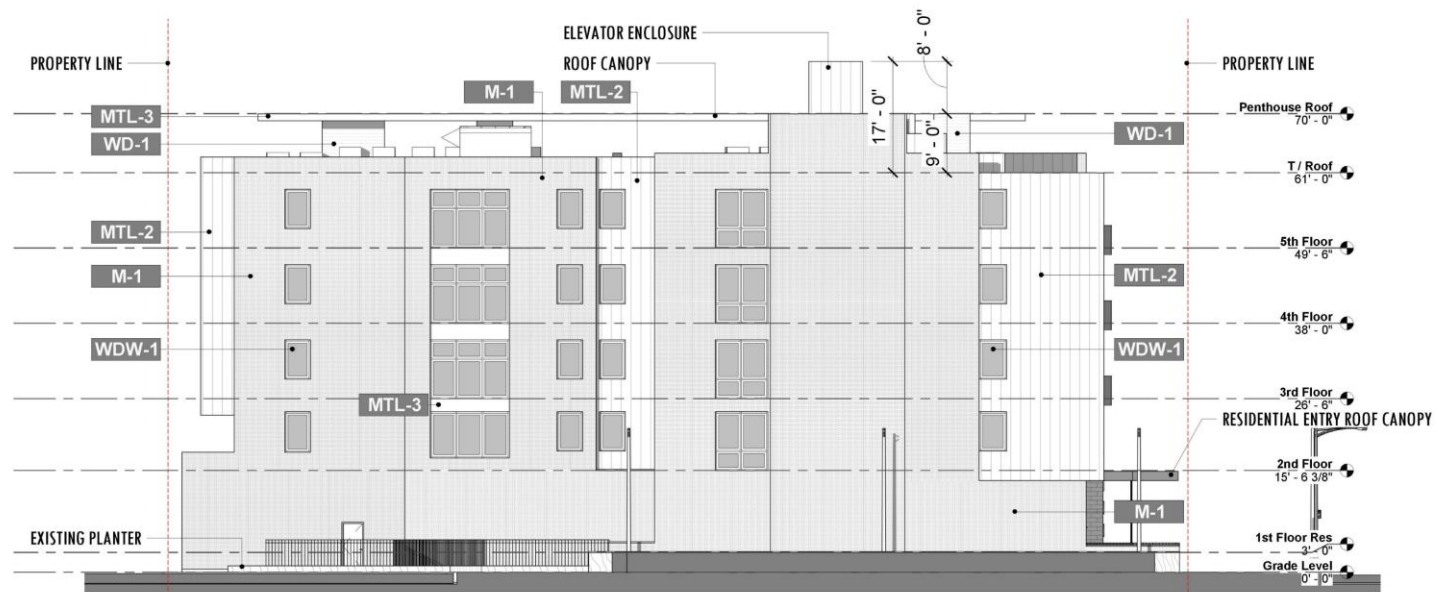 ELEVATOR ENCLOSURE
8' - 0"
PROPERTY LINE
ROOF CANOPY
PROPERTY LINE
M-1
MTL-2
MTL-3
17' - 0"
Penthouse Roof
70' - 0"
WD-1
9' - 0"
WD-1
T / Roof
61' - 0"
MTL-2
5th Floor
49' - 6"
M-1
MTL-2
4th Floor
38' - 0"
WDW-1
WDW-1
MTL-3
3rd Floor
26' - 6"
RESIDENTIAL ENTRY ROOF CANOPY
2nd Floor
15' - 6 3/8"
M-1
EXISTING PLANTER
1st Floor Res
3' - 0"
Grade Level
0' - 0"